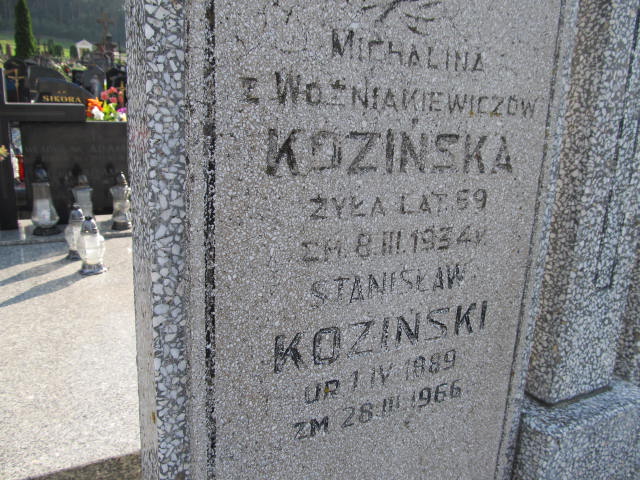 MICHALINA
Z WOŹNIAKIEWICZÓW
KOZIŃSKA
ŻYŁA LAT 69
ZM. 8.III.1934 R.
STANISŁAW
KOZIŃSKI
UR 1 IV 1889
ZM 28.III.1966
SIKORA